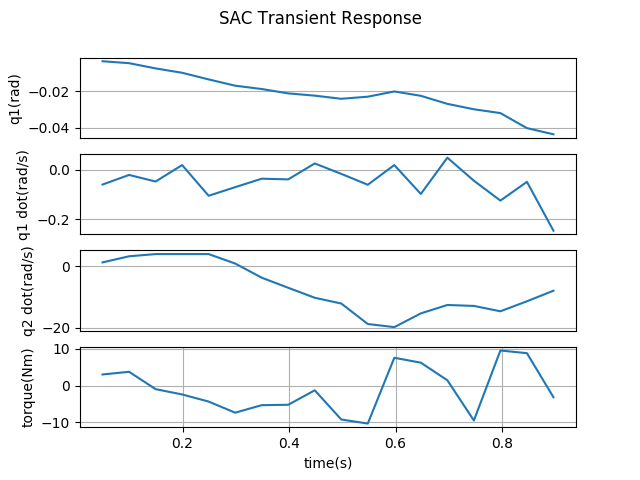 SAC Transient Response
q1(rad)
−0.02
−0.04
q1 dot(rad/s)
0.0
−0.2
q2 dot(rad/s)
0
−20
torque(Nm)
10
0
−10
0.2 0.4 0.6 0.8
time(s)